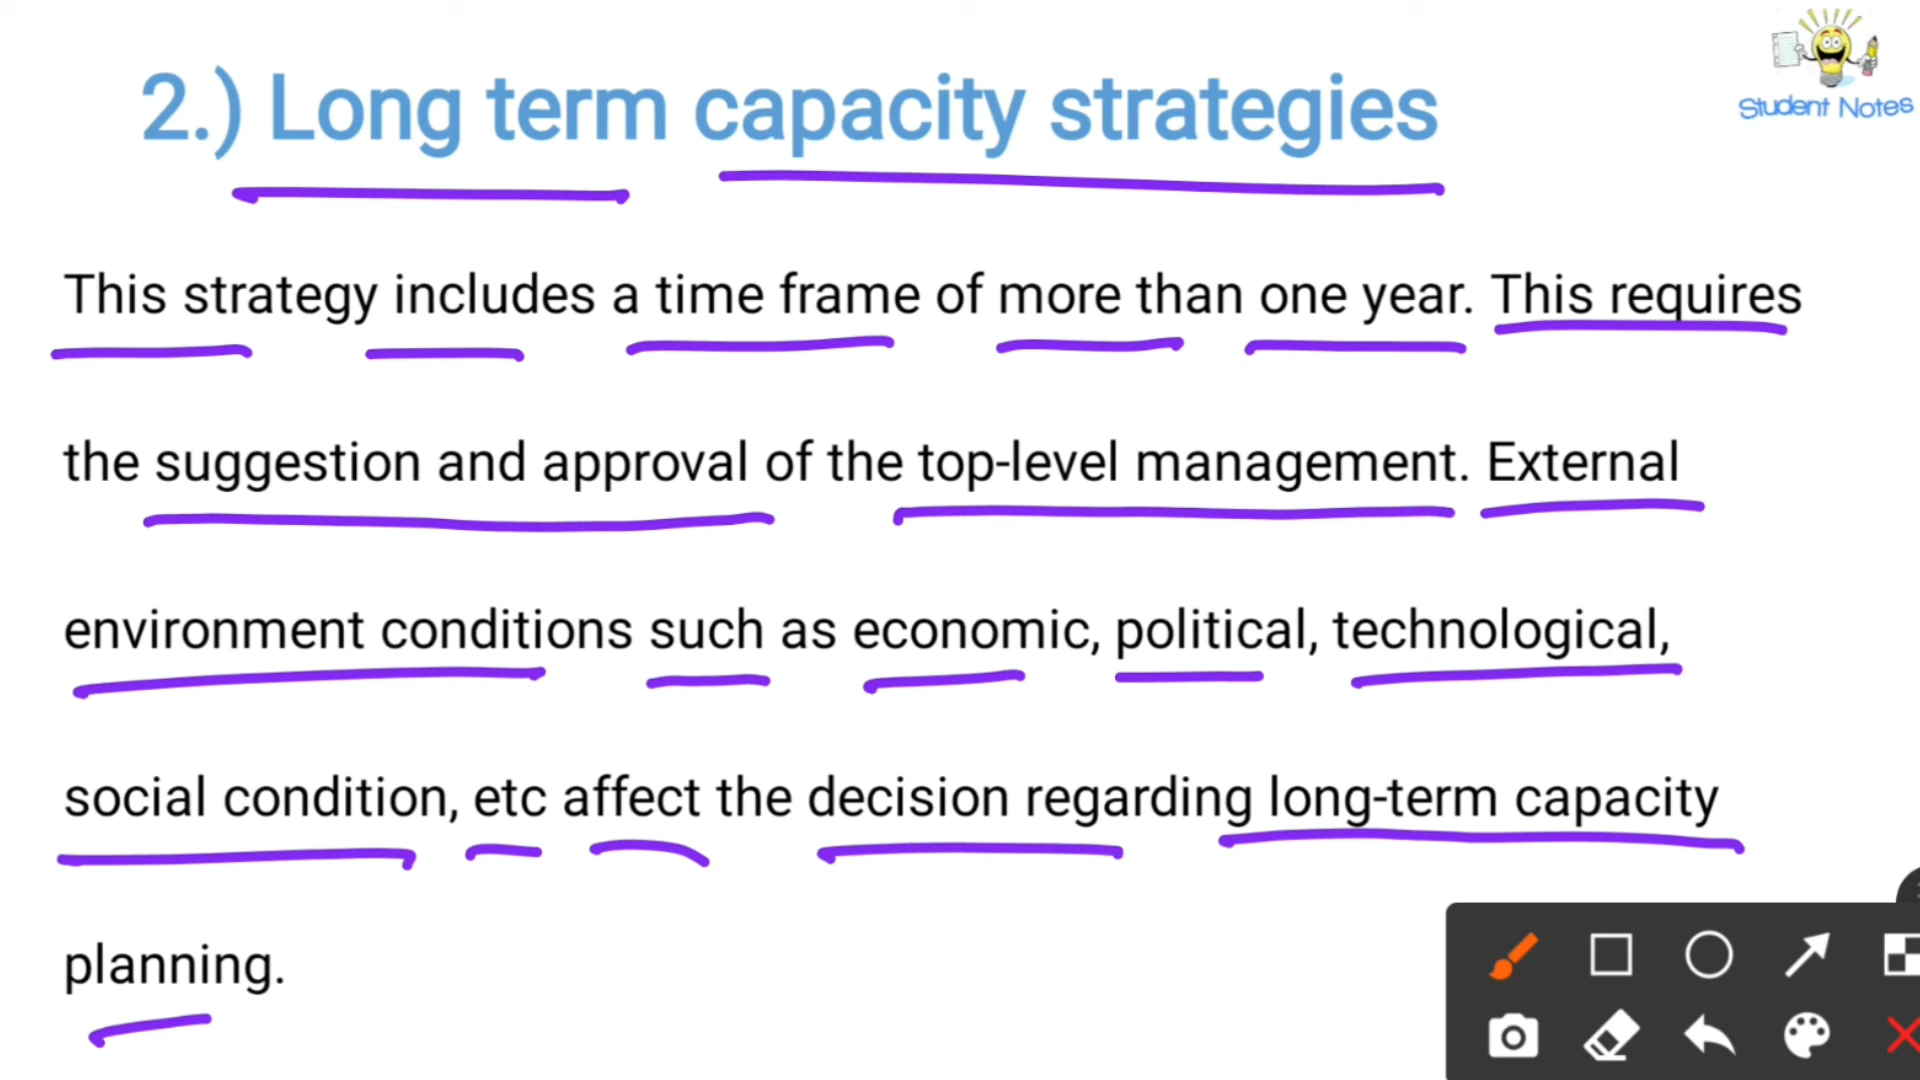 Student Notes
2.) Long term capacity strategies
This strategy includes a time frame of more than one year. This requires
the suggestion and approval of the top-level management. External
environment conditions such as economic, political, technological,
social condition, etc affect the decision regarding long-term capacity
planning.